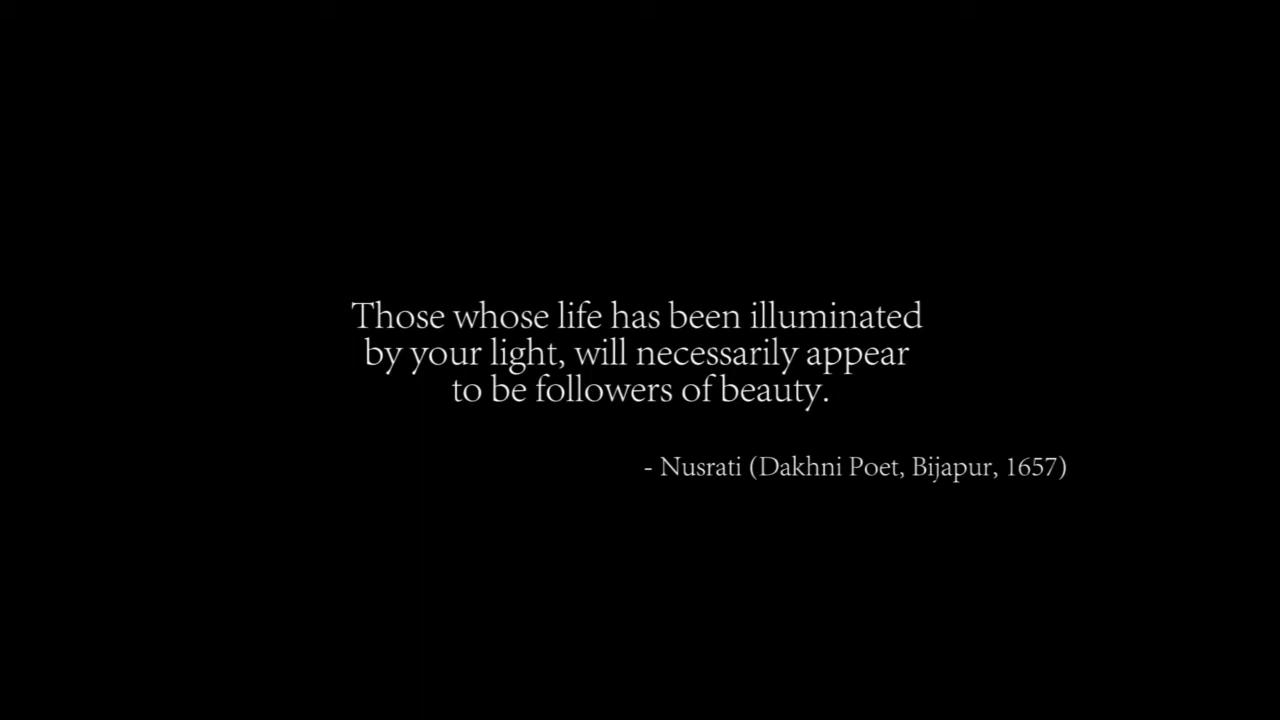 Those whose life has been illuminated
by your light, will necessarily appear
to be followers of beauty.
- Nusrati (Dakhni Poet, Bijapur, 1657)